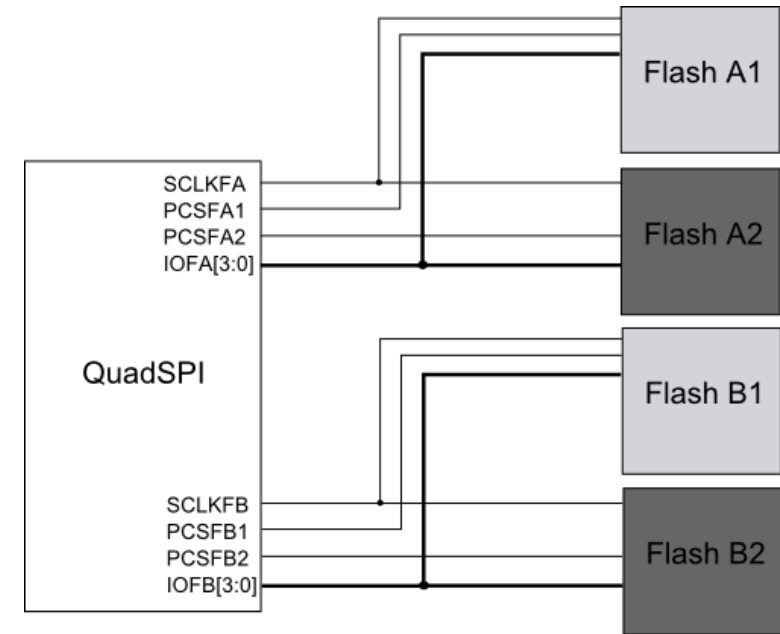 Flash A1
SCLKFA
PCSFA1
PCSFA2
IOFA[3:0]
Flash A2
QuadSPI
Flash B1
SCLKFB
PCSFB1
PCSFB2
IOFB[3:0]
Flash B2